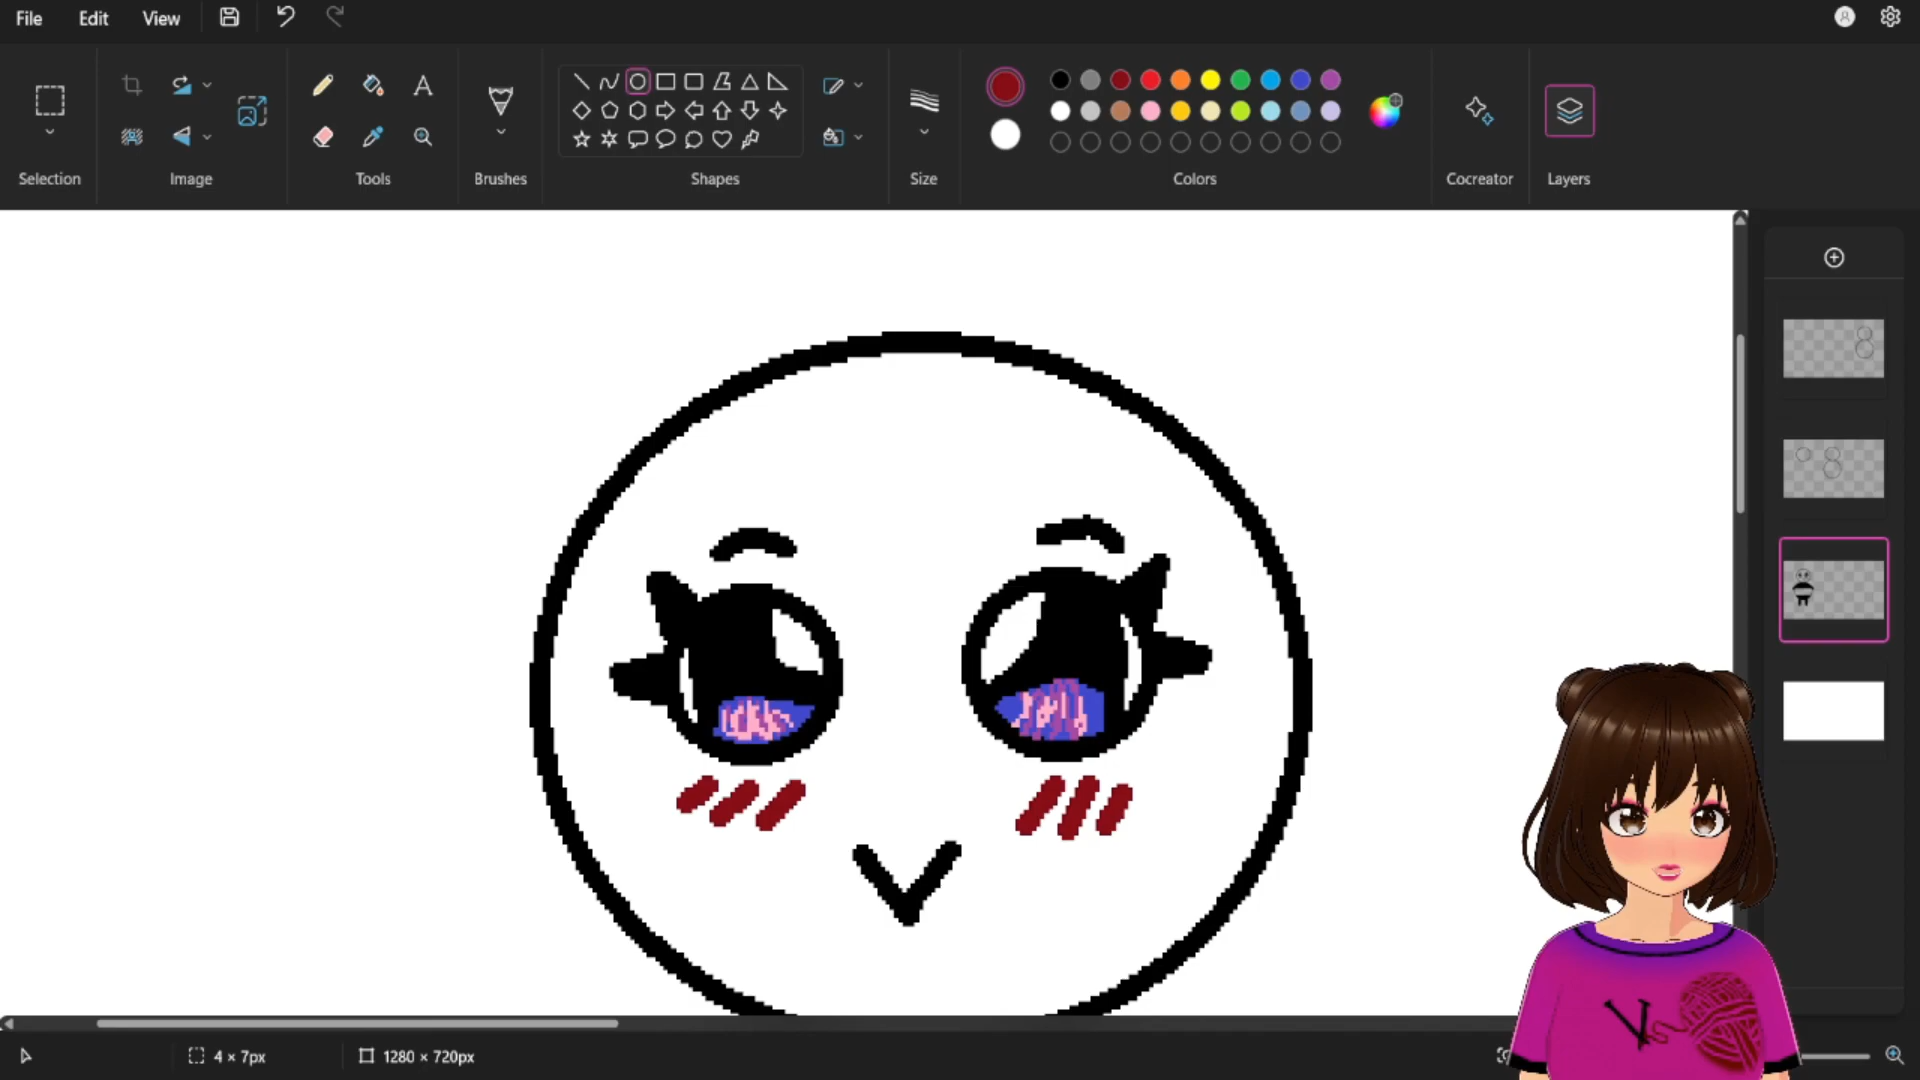 File Edit View
Selection Image Tools Brushes Shapes Size Colors Cocreator Layers
4 × 7px 1280 × 720px